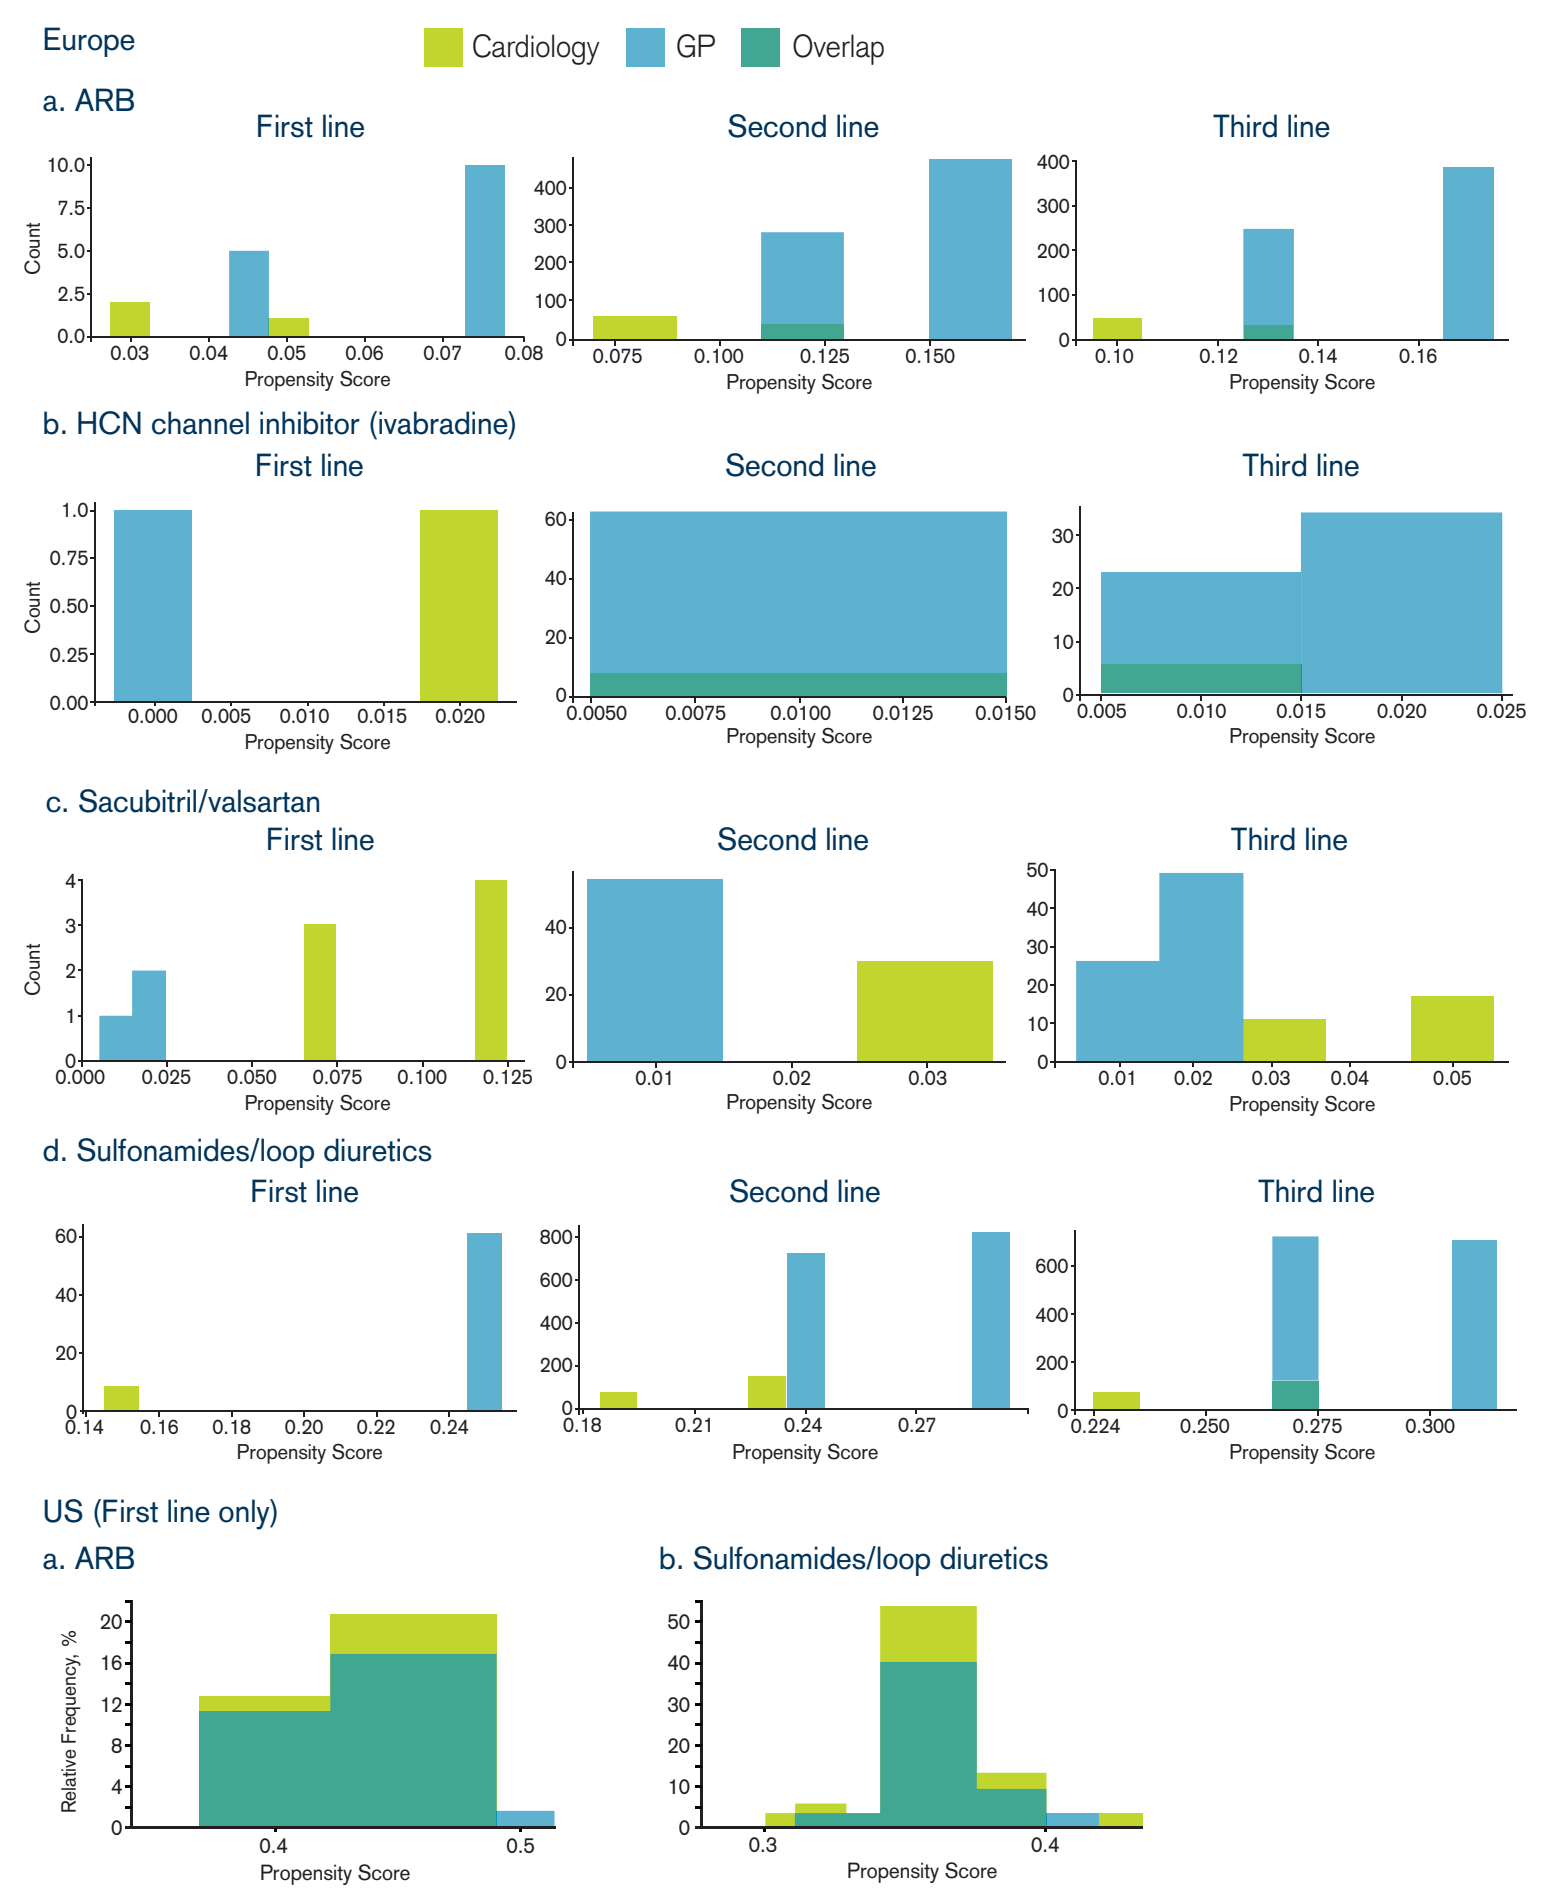 Europe
Cardiology GP Overlap
a. ARB
First line Second line Third line
Count
10.0
7.5
5.0
2.5
0.0
0.03 0.04 0.05 0.06 0.07 0.08
Propensity Score
400
300
200
100
0
0.075 0.100 0.125 0.150
Propensity Score
400
300
200
100
0
0.10 0.12 0.14 0.16
Propensity Score
b. HCN channel inhibitor (ivabradine)
First line Second line Third line
Count
1.0
0.75
0.50
0.25
0.00
0.000 0.005 0.010 0.015 0.020
Propensity Score
60
40
20
0
0.0050 0.0075 0.0100 0.0125 0.0150
Propensity Score
30
20
10
0
0.005 0.010 0.015 0.020 0.025
Propensity Score
c. Sacubitril/valsartan
First line Second line Third line
Count
4
3
2
1
0
0.000 0.025 0.050 0.075 0.100 0.125
Propensity Score
40
20
0
0.01 0.02 0.03
Propensity Score
50
40
30
20
10
0
0.01 0.02 0.03 0.04 0.05
Propensity Score
d. Sulfonamides/loop diuretics
First line Second line Third line
60
40
20
0
0.14 0.16 0.18 0.20 0.22 0.24
Propensity Score
800
600
400
200
0
0.18 0.21 0.24 0.27
Propensity Score
600
400
200
0
0.224 0.250 0.275 0.300
Propensity Score
US (First line only)
a. ARB
Relative Frequency, %
20
16
12
8
4
0
0.4 0.5
Propensity Score
b. Sulfonamides/loop diuretics
50
40
30
20
10
0
0.3 0.4
Propensity Score